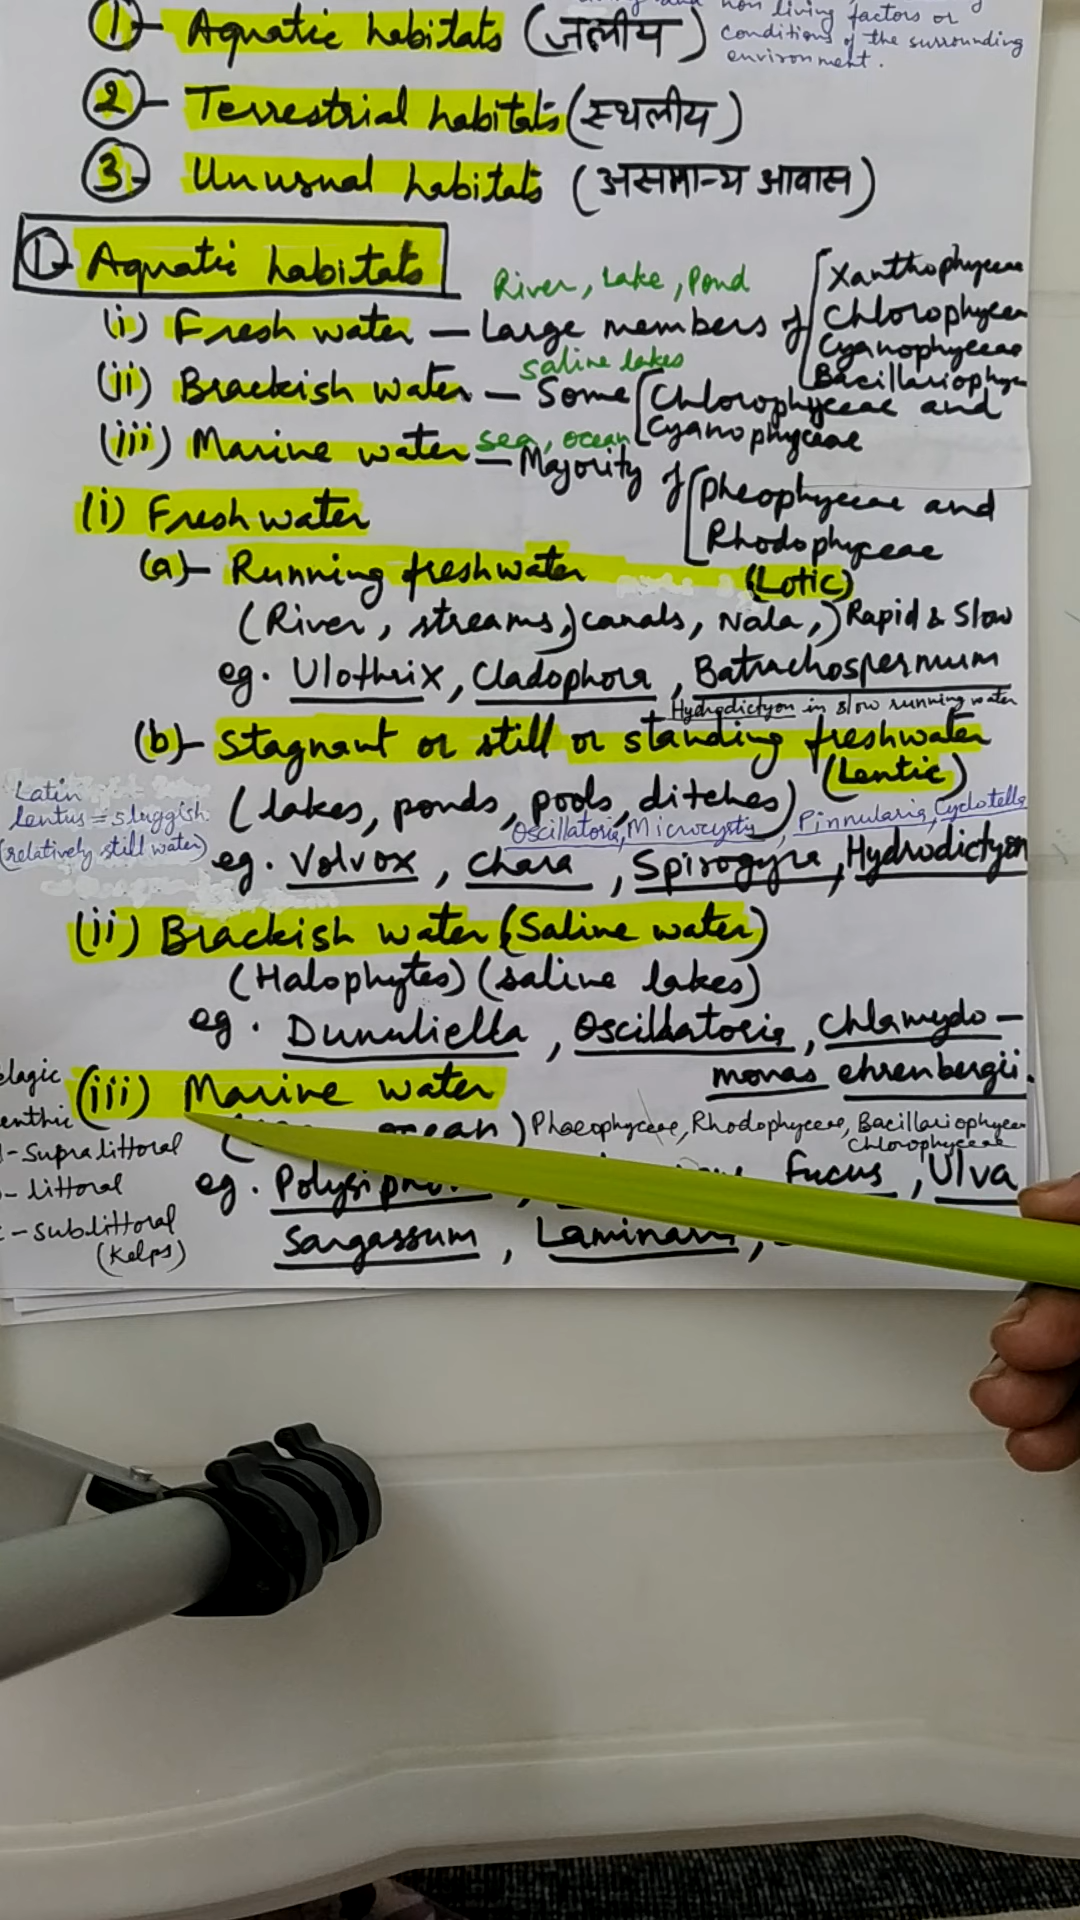 non living factors or
① Aquatic habitats (जलीय) conditions of the surrounding
environment.
② Terrestrial habitats (स्थलीय)
③ Unusual habitats (असामान्य आवास)
① Aquatic habitats
River, Lake, Pond
(i) Fresh water — Large members of [Xanthophyceae
Chlorophyceae
Cyanophyceae
Bacillariophy
saline lakes
(ii) Brackish water — Some [Chlorophyceae and
Cyanophyceae
sea, ocean
(iii) Marine water — Majority of [Pheophyceae and
Rhodophyceae
(i) Freshwater
(a)- Running freshwater (Lotic)
(River, streams,) canals, Nala,) Rapid & Slow
eg. Ulothrix, Cladophora, Batrachospermum
Hydrodictyon in slow running water
(b)- Stagnant or still or standing freshwater
(Lentic)
Latin
lentus = sluggish
(relatively still water)
(lakes, ponds, pools, ditches)
Oscillatoria, Microcystis, Pinnularia, Cyclotella
eg. Volvox, Chara, Spirogyra, Hydrodictyon
(ii) Brackish water (Saline water)
(Halophytes) (saline lakes)
eg. Dunuliella, Oscillatoria, Chlamydo-
monas ehrenbergii.
elagic
enthic
-Supralittoral
- littoral
- sublittoral
(Kelps)
(iii) Marine water
ocean) Phaeophyceae, Rhodophyceae, Bacillariophyceae
Chlorophyceae
eg. Fucus, Ulva
Sargassum, Laminaria,